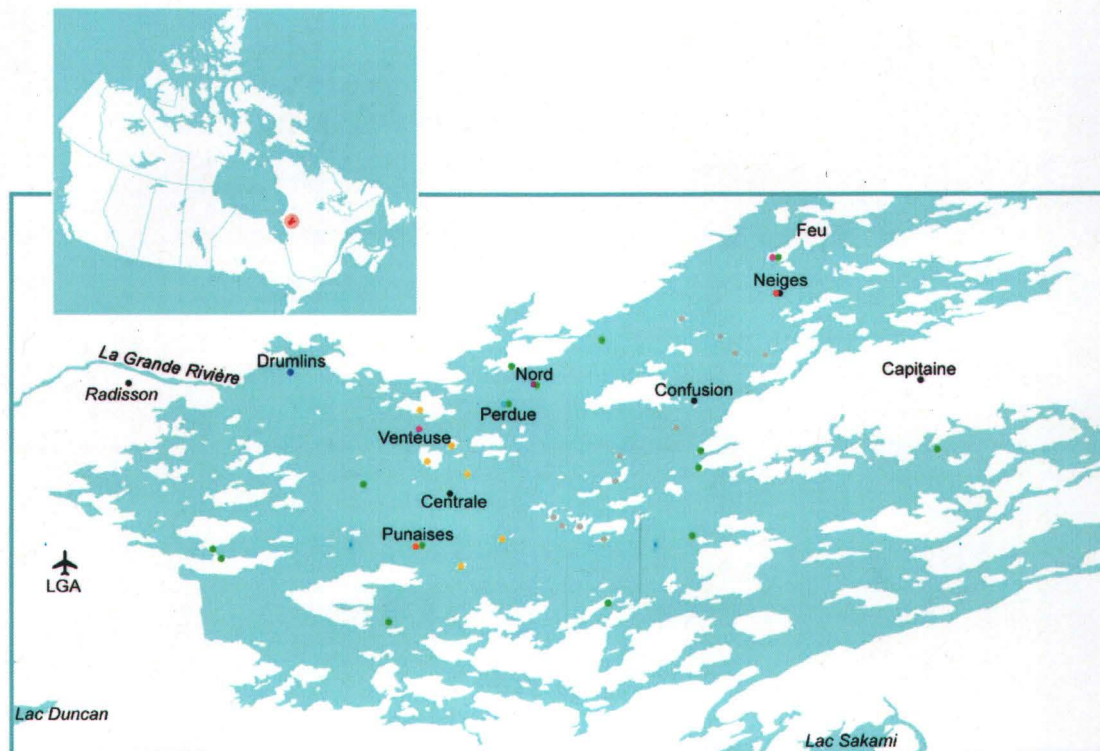 Feu
Neiges
La Grande Rivière
Drumlins
Radisson
Nord
Confusion
Capitaine
Perdue
Venteuse
Centrale
Punaises
LGA
Lac Duncan
Lac Sakami